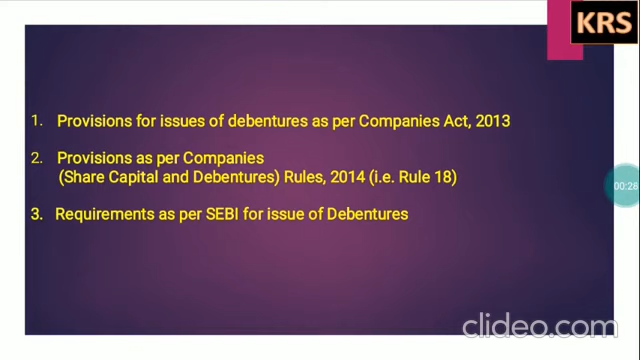 KRS
1. Provisions for issues of debentures as per Companies Act, 2013
2. Provisions as per Companies
(Share Capital and Debentures) Rules, 2014 (i.e. Rule 18)
00:26
3. Requirements as per SEBI for issue of Debentures
clideo.com